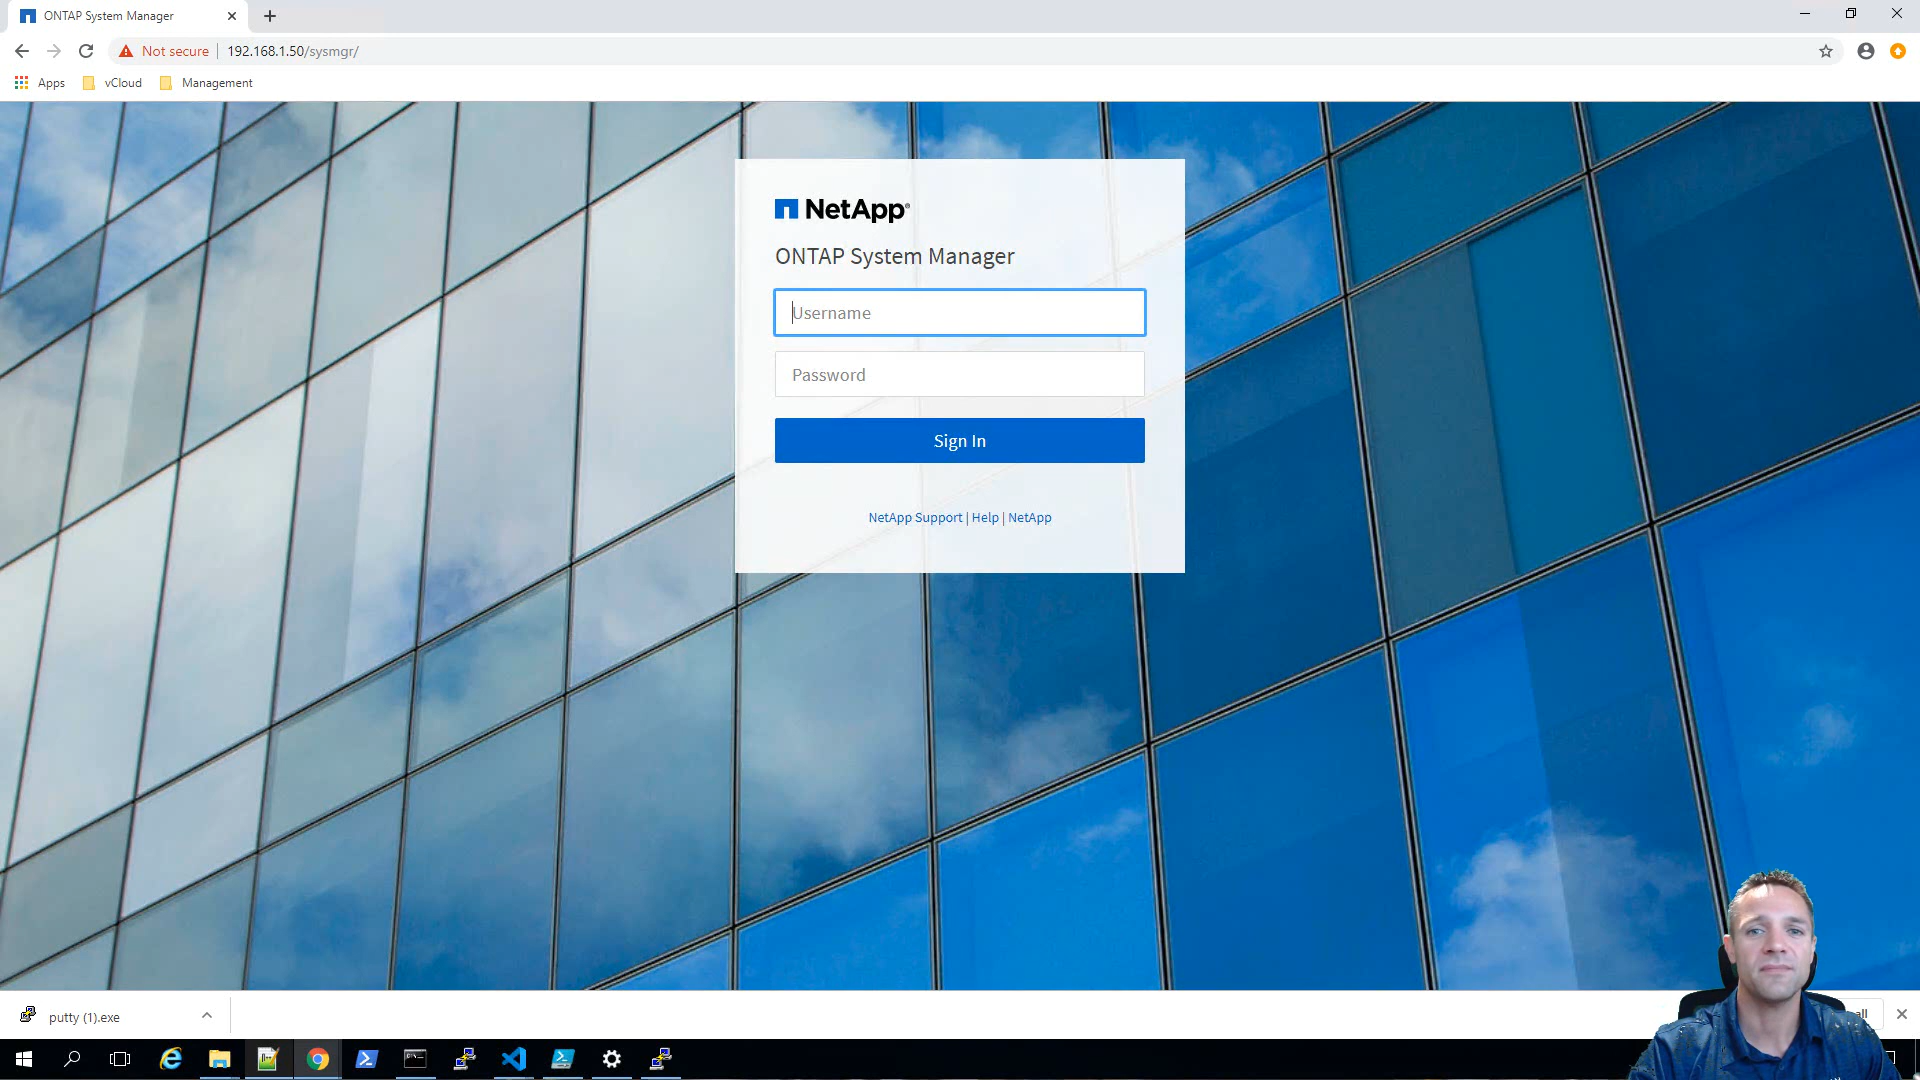 ONTAP System Manager
Not secure
192.168.1.50/sysmgr/
Apps
vCloud
Management
NetApp®
ONTAP System Manager
Username
Password
Sign In
NetApp Support | Help | NetApp
putty (1).exe